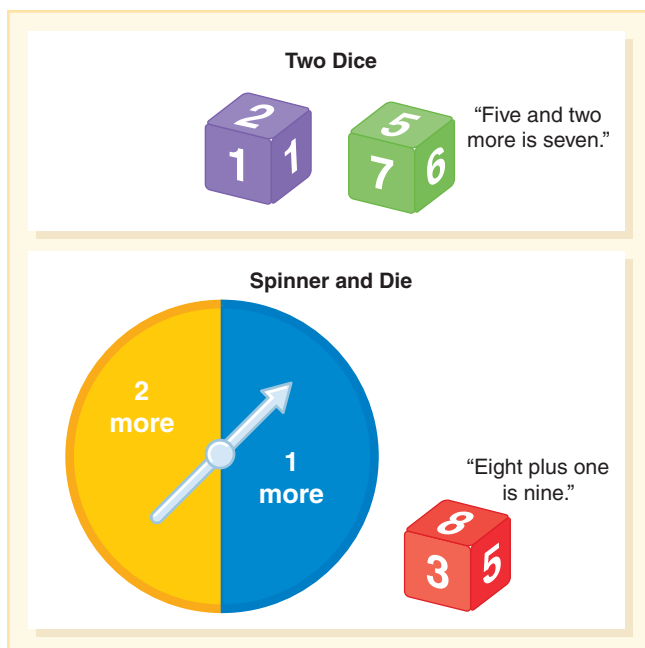 Two Dice
2
1
1
5
7
6
“Five and two
more is seven.”
Spinner and Die
2
more
1
more
“Eight plus one
is nine.”
8
3
5